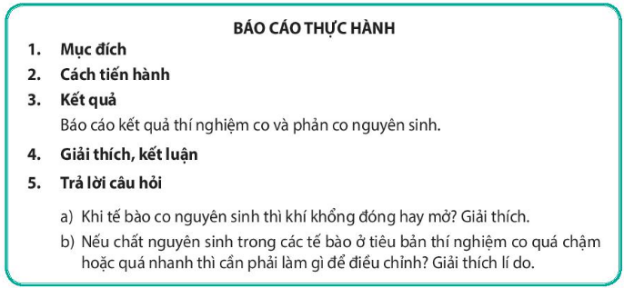 BÁO CÁO THỰC HÀNH
1. Mục đích
2. Cách tiến hành
3. Kết quả
Báo cáo kết quả thí nghiệm co và phản co nguyên sinh.
4. Giải thích, kết luận
5. Trả lời câu hỏi
a) Khi tế bào co nguyên sinh thì khí khổng đóng hay mở? Giải thích.
b) Nếu chất nguyên sinh trong các tế bào ở tiêu bản thí nghiệm co quá chậm
hoặc quá nhanh thì cần phải làm gì để điều chỉnh? Giải thích lí do.